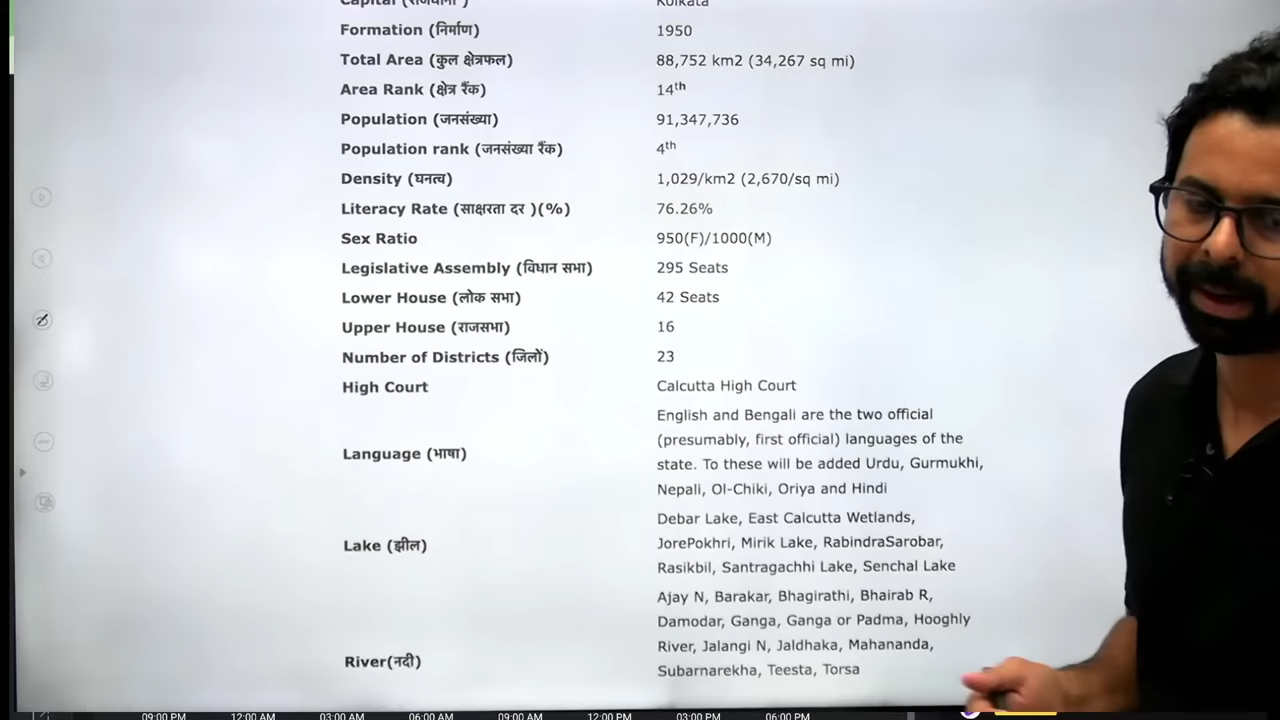 Capital (राजधानी ) Kolkata
Formation (निर्माण) 1950
Total Area (कुल क्षेत्रफल) 88,752 km2 (34,267 sq mi)
Area Rank (क्षेत्र रैंक) 14th
Population (जनसंख्या) 91,347,736
Population rank (जनसंख्या रैंक) 4th
Density (घनत्व) 1,029/km2 (2,670/sq mi)
Literacy Rate (साक्षरता दर )(%) 76.26%
Sex Ratio 950(F)/1000(M)
Legislative Assembly (विधान सभा) 295 Seats
Lower House (लोक सभा) 42 Seats
Upper House (राजसभा) 16
Number of Districts (जिलों) 23
High Court Calcutta High Court
English and Bengali are the two official
(presumably, first official) languages of the
Language (भाषा)
state. To these will be added Urdu, Gurmukhi,
Nepali, Ol-Chiki, Oriya and Hindi
Debar Lake, East Calcutta Wetlands,
Lake (झील) JorePokhri, Mirik Lake, RabindraSarobar,
Rasikbil, Santragachhi Lake, Senchal Lake
Ajay N, Barakar, Bhagirathi, Bhairab R,
Damodar, Ganga, Ganga or Padma, Hooghly
River, Jalangi N, Jaldhaka, Mahananda,
River(नदी) Subarnarekha, Teesta, Torsa
09:00 PM 12:00 AM 03:00 AM 06:00 AM 09:00 AM 12:00 PM 03:00 PM 06:00 PM